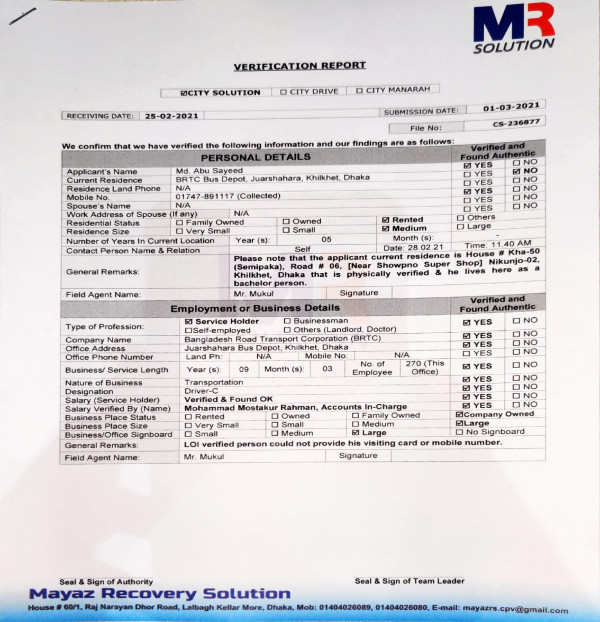 MR
SOLUTION
VERIFICATION REPORT
☑CITY SOLUTION ☐ CITY DRIVE ☐ CITY MANARAH
RECEIVING DATE: 25-02-2021 SUBMISSION DATE: 01-03-2021
File No: CS-236877
We confirm that we have verified the following information and our findings are as follows:
PERSONAL DETAILS Verified and Found Authentic
Applicant's Name Md. Abu Sayeed ☑ YES ☐ NO
Current Residence BRTC Bus Depot, Juarshahara, Khilkhet, Dhaka ☐ YES ☑ NO
Residence Land Phone N/A ☐ YES ☐ NO
Mobile No. 01747-891117 (Collected) ☑ YES ☐ NO
Spouse's Name N/A ☐ YES ☐ NO
Work Address of Spouse (If any) N/A ☐ YES ☐ NO
Residential Status ☐ Family Owned ☐ Owned ☑ Rented ☐ Others
Residence Size ☐ Very Small ☐ Small ☑ Medium ☐ Large
Number of Years In Current Location Year (s): 05 Month (s): -
Contact Person Name & Relation Self Date: 28.02.21 Time: 11.40 AM
General Remarks: Please note that the applicant current residence is House # Kha-50
(Semipaka), Road # 06, [Near Showpno Super Shop] Nikunjo-02,
Khilkhet, Dhaka that is physically verified & he lives here as a
bachelor person.
Field Agent Name: Mr. Mukul Signature
Employment or Business Details Verified and Found Authentic
Type of Profession: ☑ Service Holder ☐ Businessman ☑ YES ☐ NO
☐Self-employed ☐ Others (Landlord, Doctor)
Company Name Bangladesh Road Transport Corporation (BRTC) ☑ YES ☐ NO
Office Address Juarshahara Bus Depot, Khilkhet, Dhaka ☑ YES ☐ NO
Office Phone Number Land Ph: N/A Mobile No: N/A ☐ YES ☐ NO
Business/ Service Length Year (s): 09 Month (s): 03 No. of Employee 270 (This Office) ☑ YES ☐ NO
Nature of Business Transportation ☑ YES ☐ NO
Designation Driver-C ☑ YES ☐ NO
Salary (Service Holder) Verified & Found OK ☑ YES ☐ NO
Salary Verified By (Name) Mohammad Mostakur Rahman, Accounts In-Charge ☑ YES ☐ NO
Business Place Status ☐ Rented ☐ Owned ☐ Family Owned ☑Company Owned
Business Place Size ☐ Very Small ☐ Small ☐ Medium ☑Large
Business/Office Signboard ☐ Small ☐ Medium ☑ Large ☐ No Signboard
General Remarks: LOI verified person could not provide his visiting card or mobile number.
Field Agent Name: Mr. Mukul Signature
Seal & Sign of Authority Seal & Sign of Team Leader
Mayaz Recovery Solution
House # 60/1, Raj Narayan Dhor Road, Lalbagh Kellar More, Dhaka, Mob: 01404026089, 01404026080, E-mail: mayazrs.cpv@gmail.com